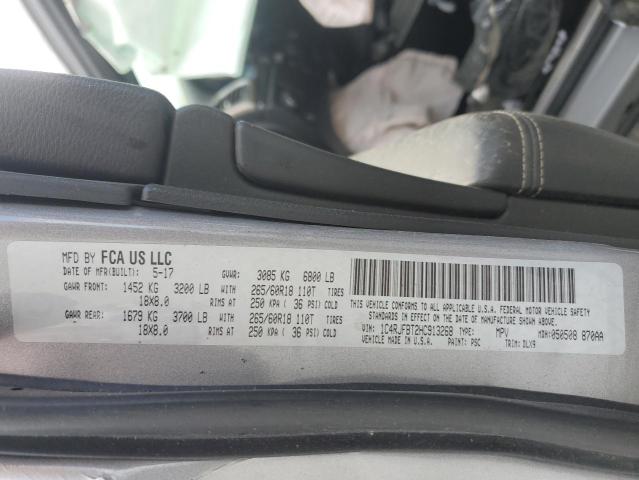 MFD BY FCA US LLC
DATE OF MFR(BUILT): 5-17 GVWR: 3085 KG 6800 LB
GAWR FRONT: 1452 KG 3200 LB WITH 265/60R18 110T TIRES
18X8.0 RIMS AT 250 KPA ( 36 PSI) COLD
GAWR REAR: 1679 KG 3700 LB WITH 265/60R18 110T TIRES
18X8.0 RIMS AT 250 KPA ( 36 PSI) COLD
THIS VEHICLE CONFORMS TO ALL APPLICABLE U.S.A. FEDERAL MOTOR VEHICLE SAFETY
STANDARDS IN EFFECT ON THE DATE OF MANUFACTURE SHOWN ABOVE.
VIN: 1C4RJFBT2HC913269 TYPE: MPV MDH: 050508 870AA
VEHICLE MADE IN U.S.A. PAINT: PSC TRIM: DLX9